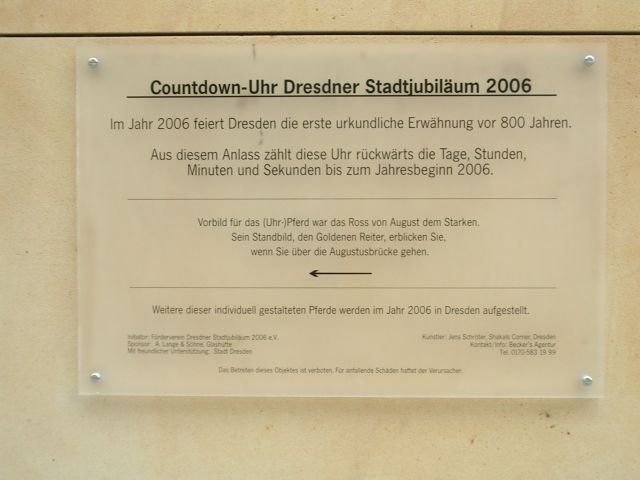 Countdown-Uhr Dresdner Stadtjubiläum 2006
Im Jahr 2006 feiert Dresden die erste urkundliche Erwähnung vor 800 Jahren.
Aus diesem Anlass zählt diese Uhr rückwärts die Tage, Stunden,
Minuten und Sekunden bis zum Jahresbeginn 2006.
Vorbild für das (Uhr-)Pferd war das Ross von August dem Starken.
Sein Standbild, den Goldenen Reiter, erblicken Sie,
wenn Sie über die Augustusbrücke gehen.
Weitere dieser individuell gestalteten Pferde werden im Jahr 2006 in Dresden aufgestellt.
Initiator: Förderverein Dresdner Stadtjubiläum 2006 e.V.
Sponsor: A. Lange & Söhne, Glashütte
Mit freundlicher Unterstützung: Stadt Dresden
Künstler: Jens Schröter, Shakals Corner, Dresden
Kontakt/Info: Becker's Agentur
Tel. 0170-583 19 99
Das Betreten dieses Objektes ist verboten. Für anfallende Schäden haftet der Verursacher.